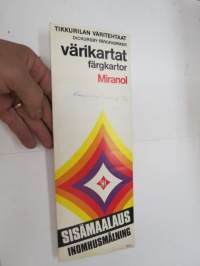 TIKKURILAN VÄRITEHTAAT
DICKURSBY FÄRGFABRIKER
värikartat
färgkartor
Miranol
SISÄMAALAUS
INOMHUSMÅLNING